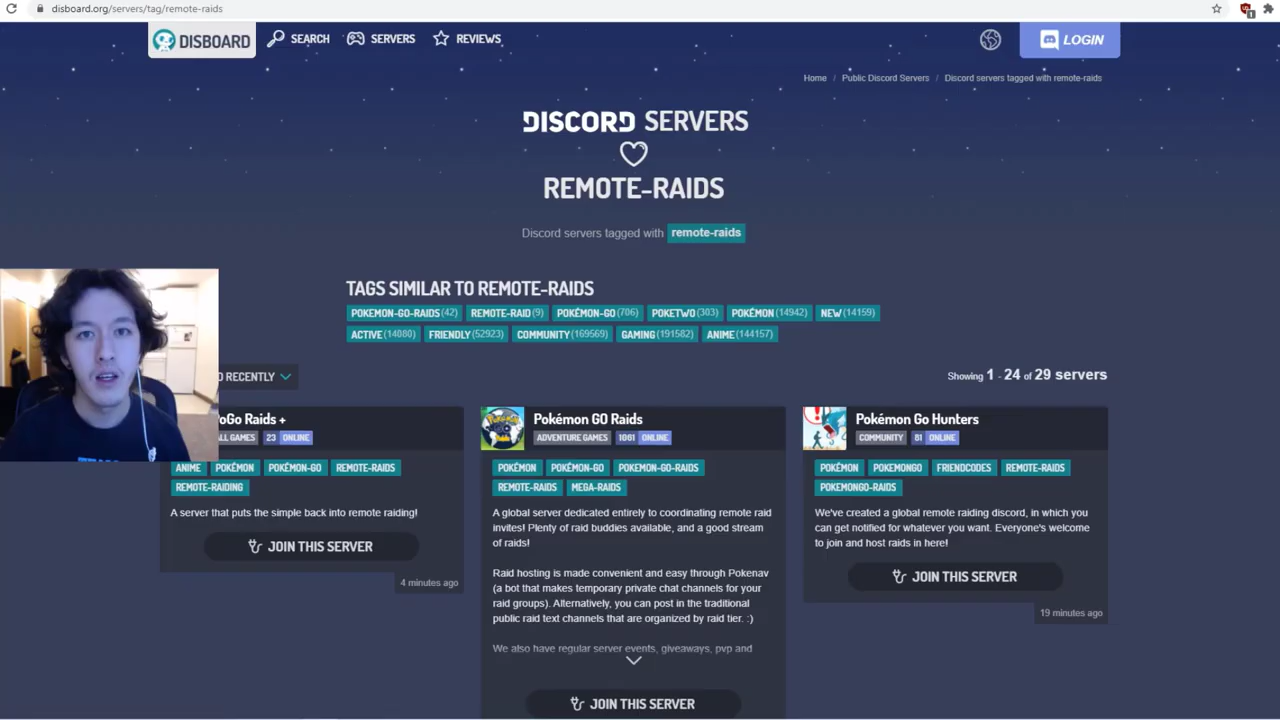 disboard.org/servers/tag/remote-raids
1
DISBOARD
SEARCH
SERVERS
REVIEWS
LOGIN
Home / Public Discord Servers / Discord servers tagged with remote-raids
DISCORD SERVERS
REMOTE-RAIDS
Discord servers tagged with remote-raids
TAGS SIMILAR TO REMOTE-RAIDS
POKEMON-GO-RAIDS(42) REMOTE-RAID(9) POKÉMON-GO(706) POKETWO(303) POKÉMON(14942) NEW(14159)
ACTIVE(14080) FRIENDLY(52923) COMMUNITY(169569) GAMING(191582) ANIME(144157)
RECENTLY
Showing 1 - 24 of 29 servers
oGo Raids +
ALL GAMES 23 ONLINE
ANIME POKÉMON POKÉMON-GO REMOTE-RAIDS
REMOTE-RAIDING
A server that puts the simple back into remote raiding!
JOIN THIS SERVER
4 minutes ago
Pokémon GO Raids
ADVENTURE GAMES 1061 ONLINE
POKÉMON POKÉMON-GO POKEMON-GO-RAIDS
REMOTE-RAIDS MEGA-RAIDS
A global server dedicated entirely to coordinating remote raid
invites! Plenty of raid buddies available, and a good stream
of raids!
Raid hosting is made convenient and easy through Pokenav
(a bot that makes temporary private chat channels for your
raid groups). Alternatively, you can post in the traditional
public raid text channels that are organized by raid tier. :)
We also have regular server events, giveaways, pvp and
JOIN THIS SERVER
Pokémon Go Hunters
COMMUNITY 81 ONLINE
POKÉMON POKEMONGO FRIENDCODES REMOTE-RAIDS
POKEMONGO-RAIDS
We've created a global remote raiding discord, in which you
can get notified for whatever you want. Everyone's welcome
to join and host raids in here!
JOIN THIS SERVER
19 minutes ago